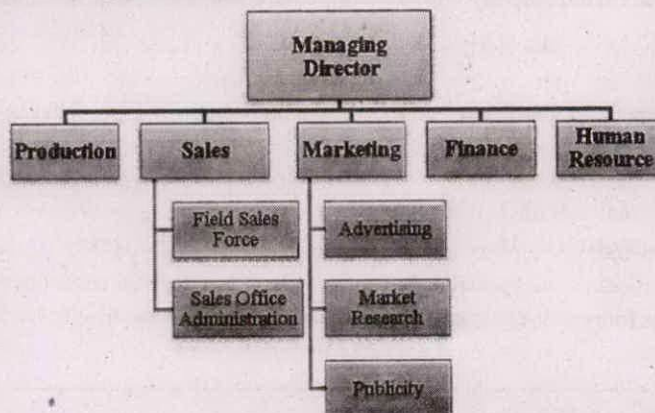 Managing
Director
Production
Sales
Marketing
Finance
Human
Resource
Field Sales
Force
Sales Office
Administration
Advertising
Market
Research
Publicity